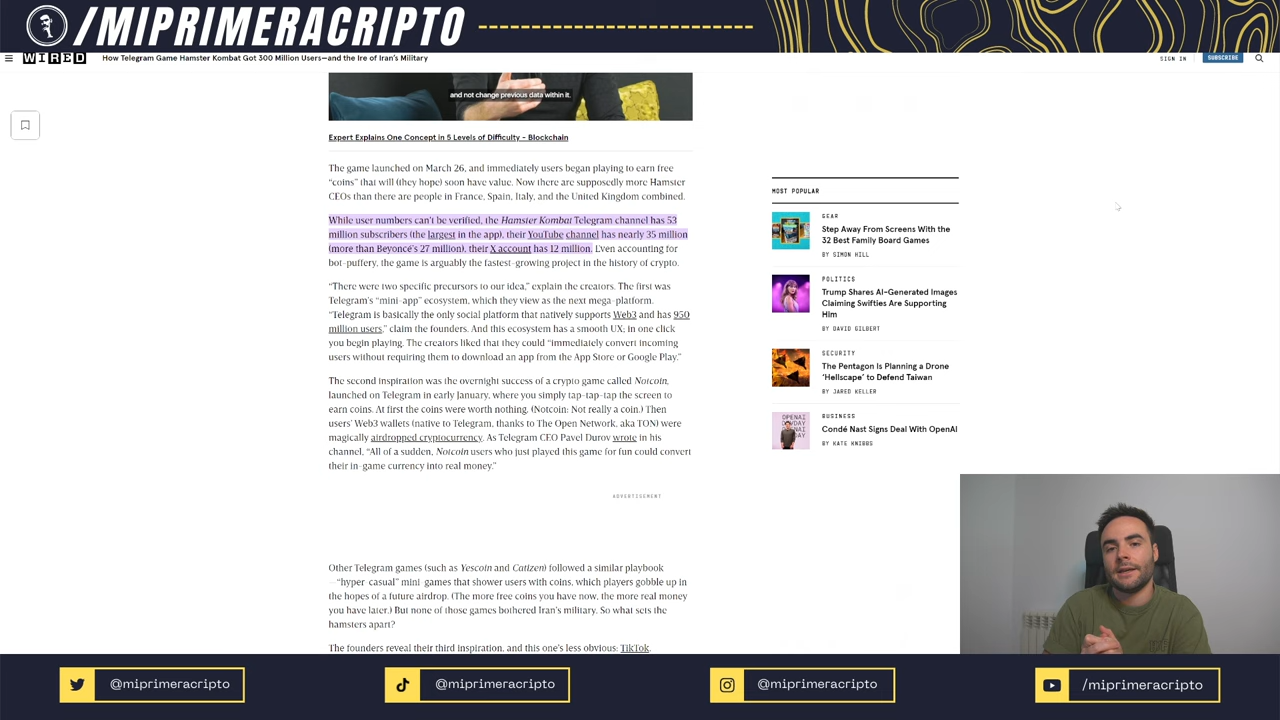 /MIPRIMERACRIPTO
WIRED
How Telegram Game Hamster Kombat Got 300 Million Users—and the Ire of Iran's Military
SIGN IN
SUBSCRIBE
and not change previous data within it.
Expert Explains One Concept in 5 Levels of Difficulty - Blockchain
The game launched on March 26, and immediately users began playing to earn free
“coins” that will (they hope) soon have value. Now there are supposedly more Hamster
CEOs than there are people in France, Spain, Italy, and the United Kingdom combined.
While user numbers can't be verified, the Hamster Kombat Telegram channel has 53
million subscribers (the largest in the app), their YouTube channel has nearly 35 million
(more than Beyoncé's 27 million), their X account has 12 million. Even accounting for
bot-puffery, the game is arguably the fastest-growing project in the history of crypto.
“There were two specific precursors to our idea,” explain the creators. The first was
Telegram's “mini-app” ecosystem, which they view as the next mega-platform.
“Telegram is basically the only social platform that natively supports Web3 and has 950
million users,” claim the founders. And this ecosystem has a smooth UX; in one click
you begin playing. The creators liked that they could “immediately convert incoming
users without requiring them to download an app from the App Store or Google Play.”
The second inspiration was the overnight success of a crypto game called Notcoin,
launched on Telegram in early January, where you simply tap-tap-tap the screen to
earn coins. At first the coins were worth nothing. (Notcoin: Not really a coin.) Then
users' Web3 wallets (native to Telegram, thanks to The Open Network, aka TON) were
magically airdropped cryptocurrency. As Telegram CEO Pavel Durov wrote in his
channel, “All of a sudden, Notcoin users who just played this game for fun could convert
their in-game currency into real money.”
ADVERTISEMENT
Other Telegram games (such as Yescoin and Catizen) followed a similar playbook
—“hyper-casual” mini-games that shower users with coins, which players gobble up in
the hopes of a future airdrop. (The more free coins you have now, the more real money
you have later.) But none of those games bothered Iran's military. So what sets the
hamsters apart?
The founders reveal their third inspiration, and this one's less obvious: TikTok.
MOST POPULAR
GEAR
Step Away From Screens With the
32 Best Family Board Games
BY SIMON HILL
POLITICS
Trump Shares AI-Generated Images
Claiming Swifties Are Supporting
Him
BY DAVID GILBERT
SECURITY
The Pentagon Is Planning a Drone
‘Hellscape’ to Defend Taiwan
BY JARED KELLER
BUSINESS
Condé Nast Signs Deal With OpenAI
BY KATE KNIBBS
@miprimeracripto
@miprimeracripto
@miprimeracripto
/miprimeracripto